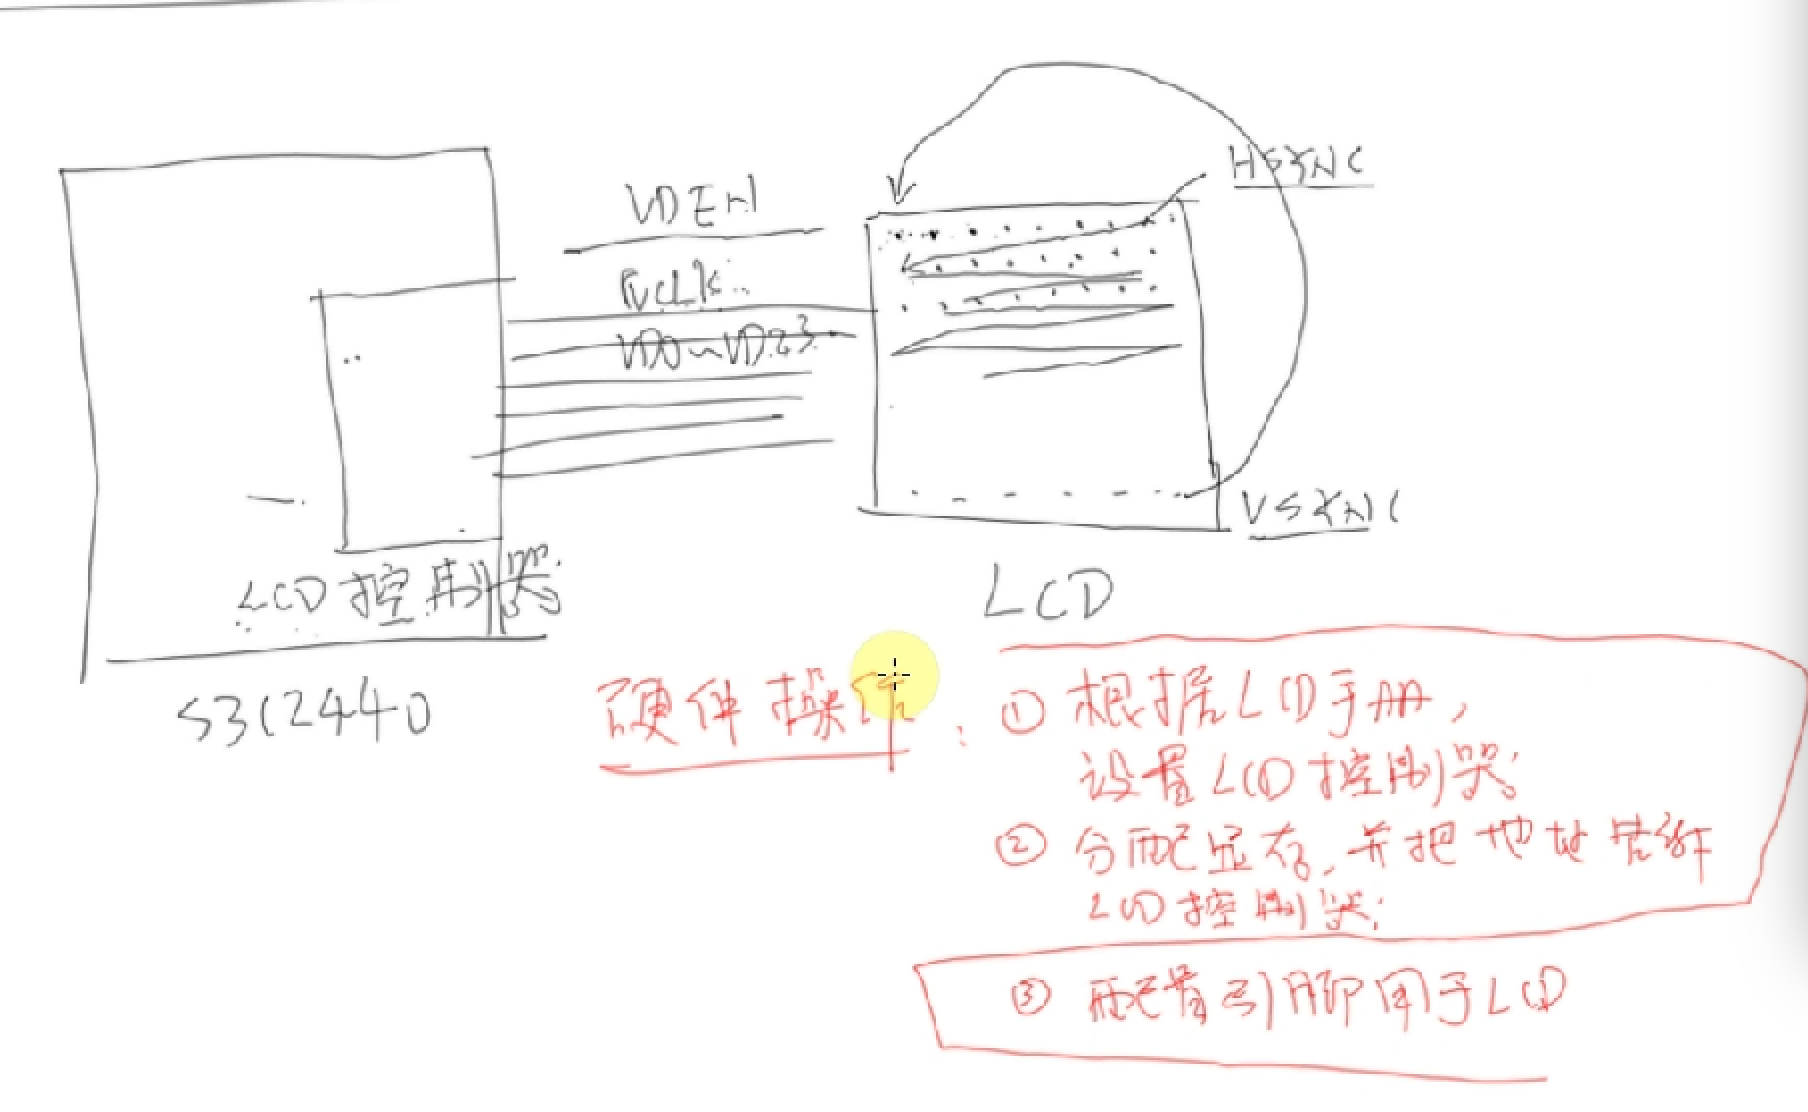 VDEN
VCLK
VD0~VD23
HSYNC
VSYNC
LCD控制器
LCD
S3C2440
硬件操作:
① 根据LCD手册,
设置LCD控制器;
② 分配显存,并把地址告诉
LCD控制器;
③ 配置引脚用于LCD